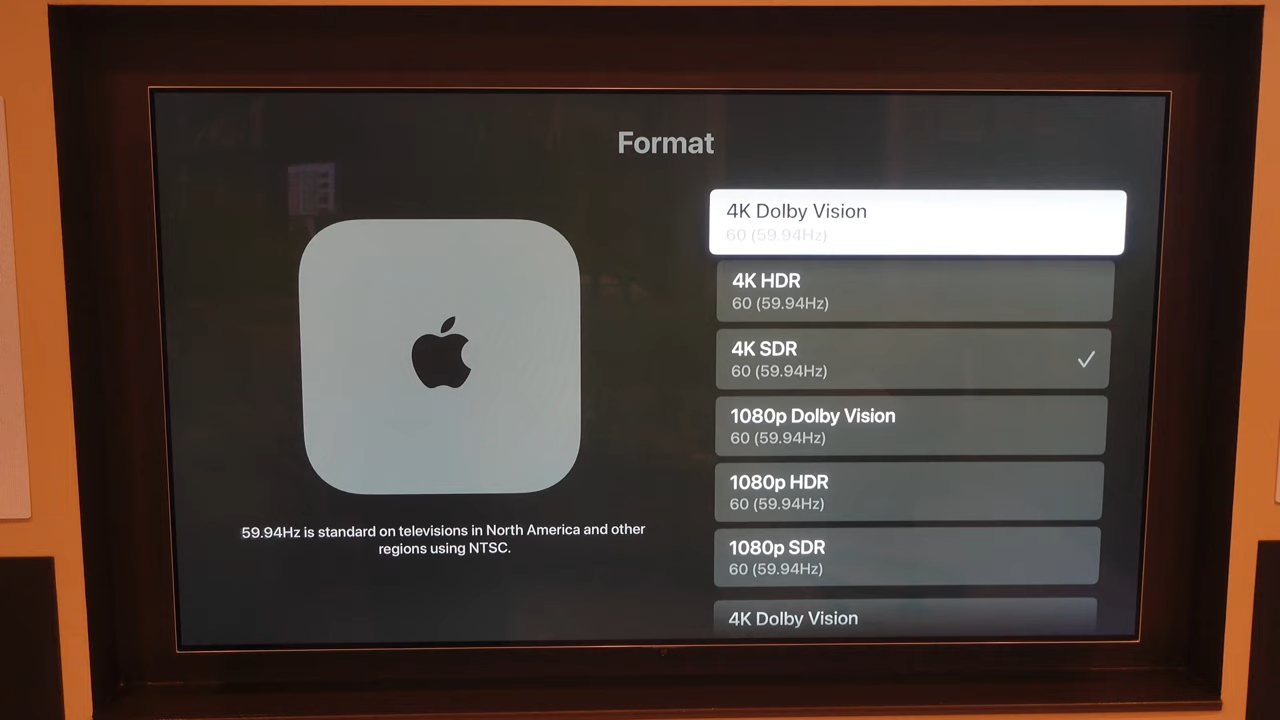 Format
4K Dolby Vision
60 (59.94Hz)
4K HDR
60 (59.94Hz)
4K SDR
60 (59.94Hz)
1080p Dolby Vision
60 (59.94Hz)
1080p HDR
60 (59.94Hz)
1080p SDR
60 (59.94Hz)
4K Dolby Vision
59.94Hz is standard on televisions in North America and other
regions using NTSC.